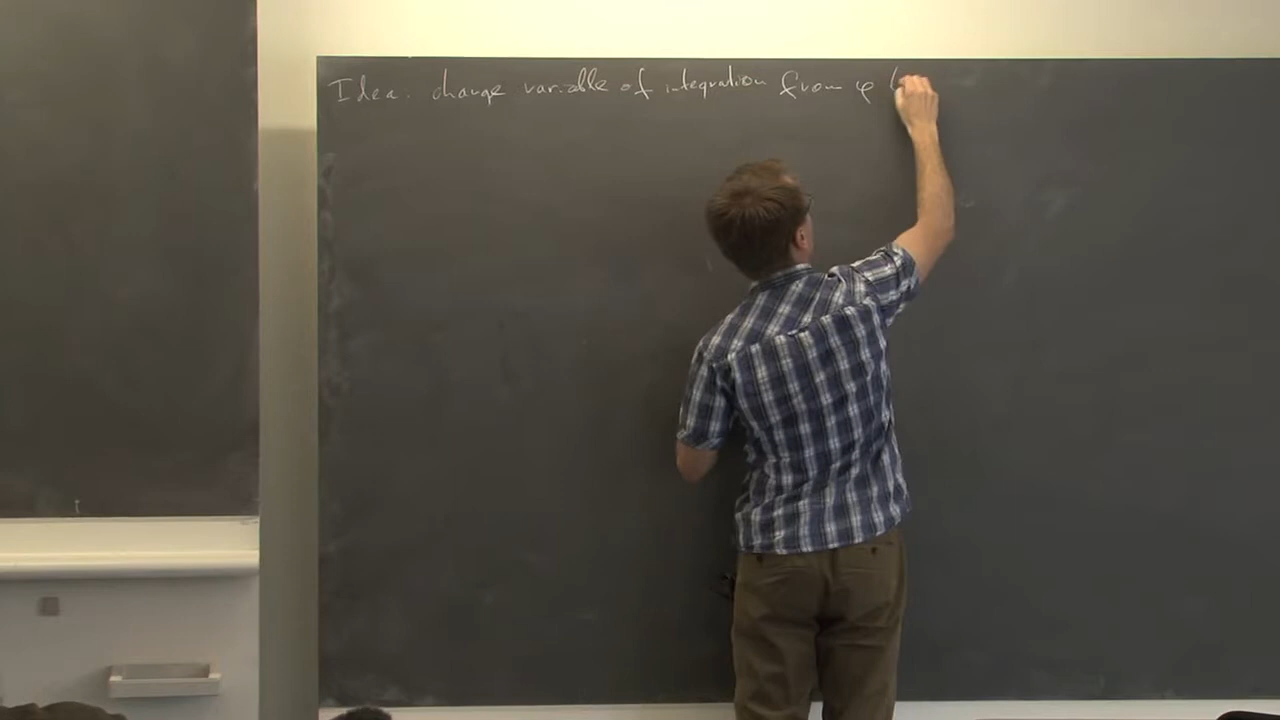 Idea. change variable of integration from φ